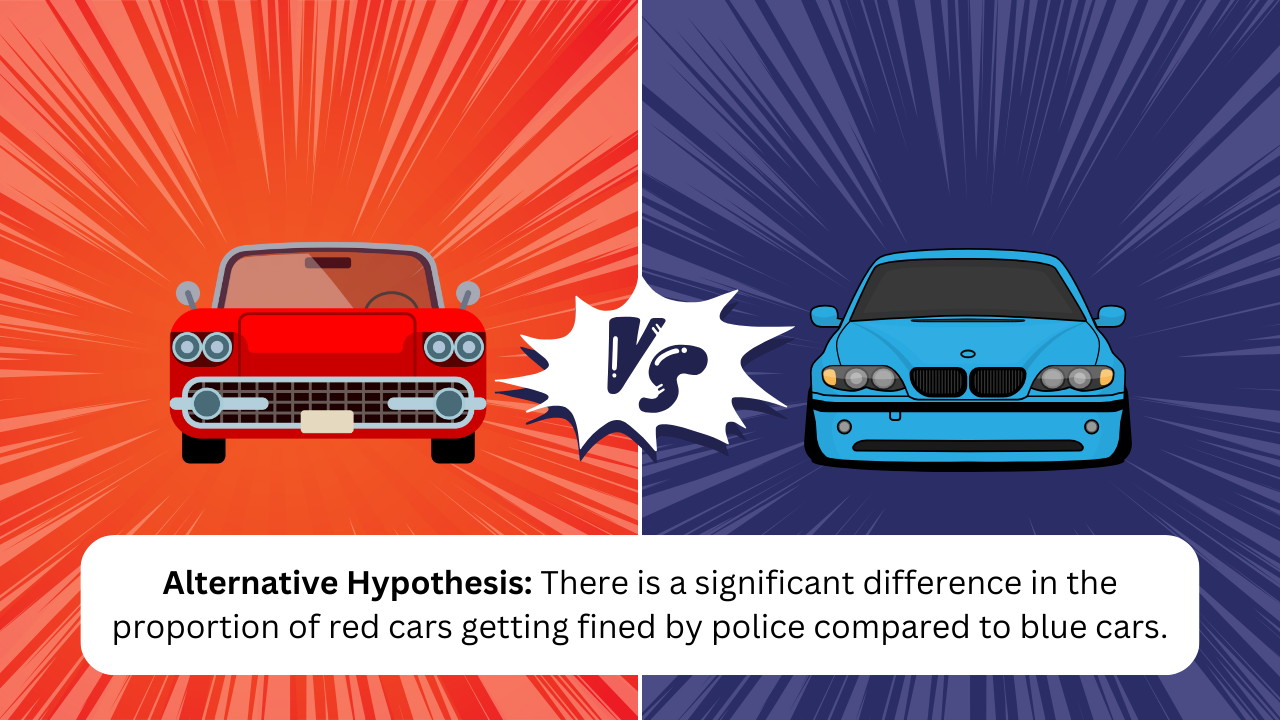 VS
Alternative Hypothesis: There is a significant difference in the
proportion of red cars getting fined by police compared to blue cars.